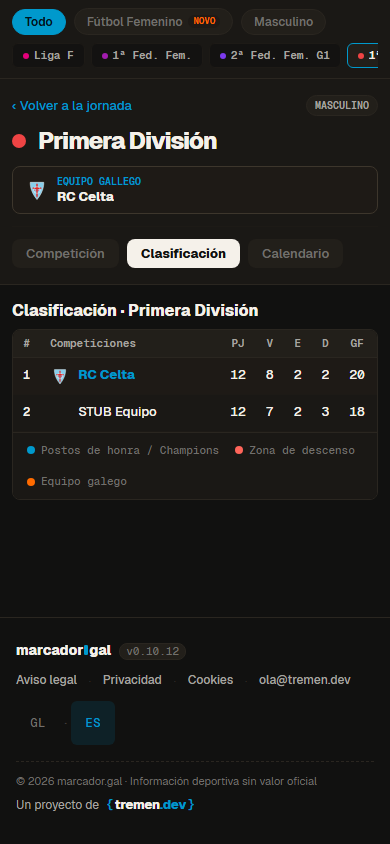 Todo Fútbol Femenino NOVO Masculino
Liga F 1ª Fed. Fem. 2ª Fed. Fem. G1
‹ Volver a la jornada MASCULINO
Primera División
EQUIPO GALLEGO
RC Celta
Competición Clasificación Calendario
Clasificación · Primera División
# Competiciones PJ V E D GF
1 RC Celta 12 8 2 2 20
2 STUB Equipo 12 7 2 3 18
Postos de honra / Champions Zona de descenso
Equipo galego
marcador gal v0.10.12
Aviso legal · Privacidad · Cookies · ola@tremen.dev
GL · ES
© 2026 marcador.gal · Información deportiva sin valor oficial
Un proyecto de {tremen.dev}